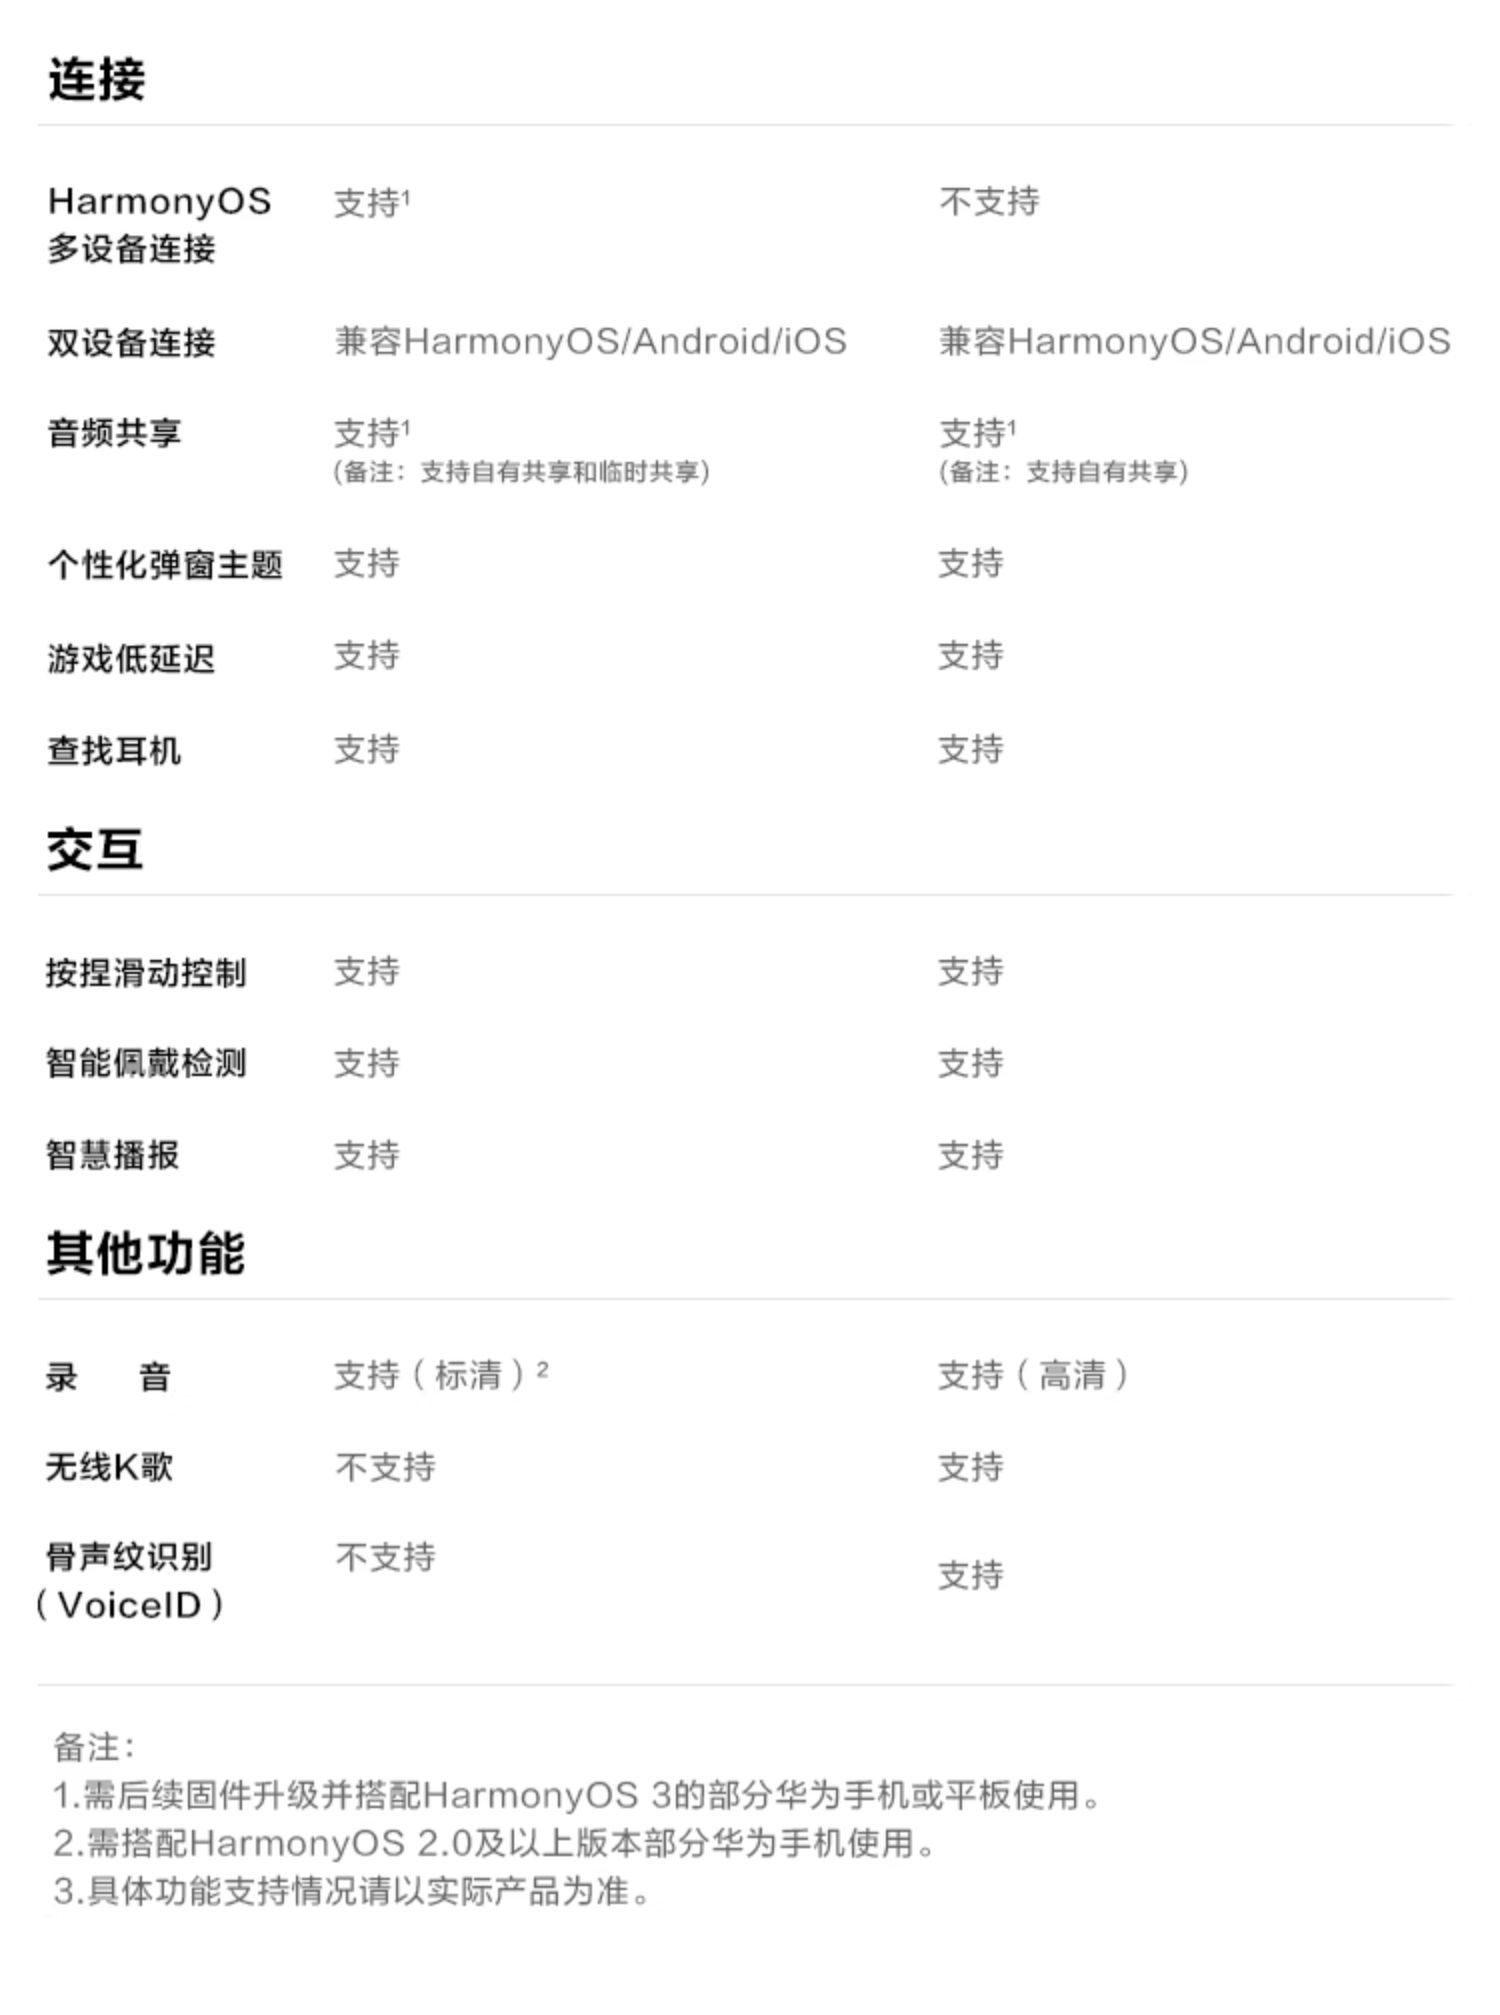 连接
HarmonyOS 支持¹ 不支持
多设备连接
双设备连接 兼容HarmonyOS/Android/iOS 兼容HarmonyOS/Android/iOS
音频共享 支持¹ 支持¹
(备注：支持自有共享和临时共享) (备注：支持自有共享)
个性化弹窗主题 支持 支持
游戏低延迟 支持 支持
查找耳机 支持 支持
交互
按捏滑动控制 支持 支持
智能佩戴检测 支持 支持
智慧播报 支持 支持
其他功能
录 音 支持（标清）² 支持（高清）
无线K歌 不支持 支持
骨声纹识别 不支持 支持
（VoiceID）
备注：
1.需后续固件升级并搭配HarmonyOS 3的部分华为手机或平板使用。
2.需搭配HarmonyOS 2.0及以上版本部分华为手机使用。
3.具体功能支持情况请以实际产品为准。